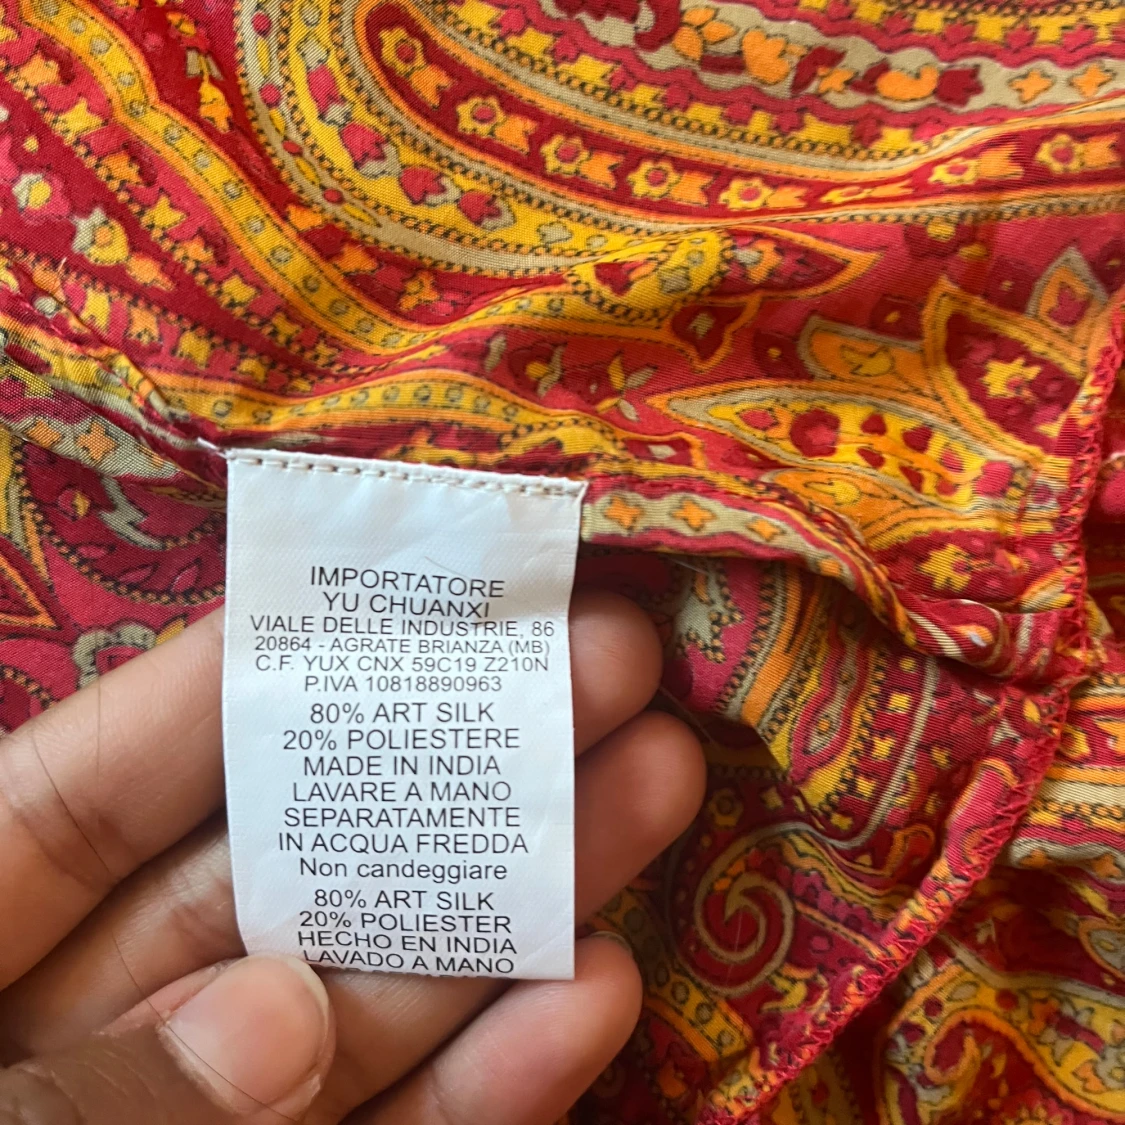 IMPORTATORE
YU CHUANXI
VIALE DELLE INDUSTRIE, 86
20864 - AGRATE BRIANZA (MB)
C.F. YUX CNX 59C19 Z210N
P.IVA 10818890963
80% ART SILK
20% POLIESTERE
MADE IN INDIA
LAVARE A MANO
SEPARATAMENTE
IN ACQUA FREDDA
Non candeggiare
80% ART SILK
20% POLIESTER
HECHO EN INDIA
LAVADO A MANO